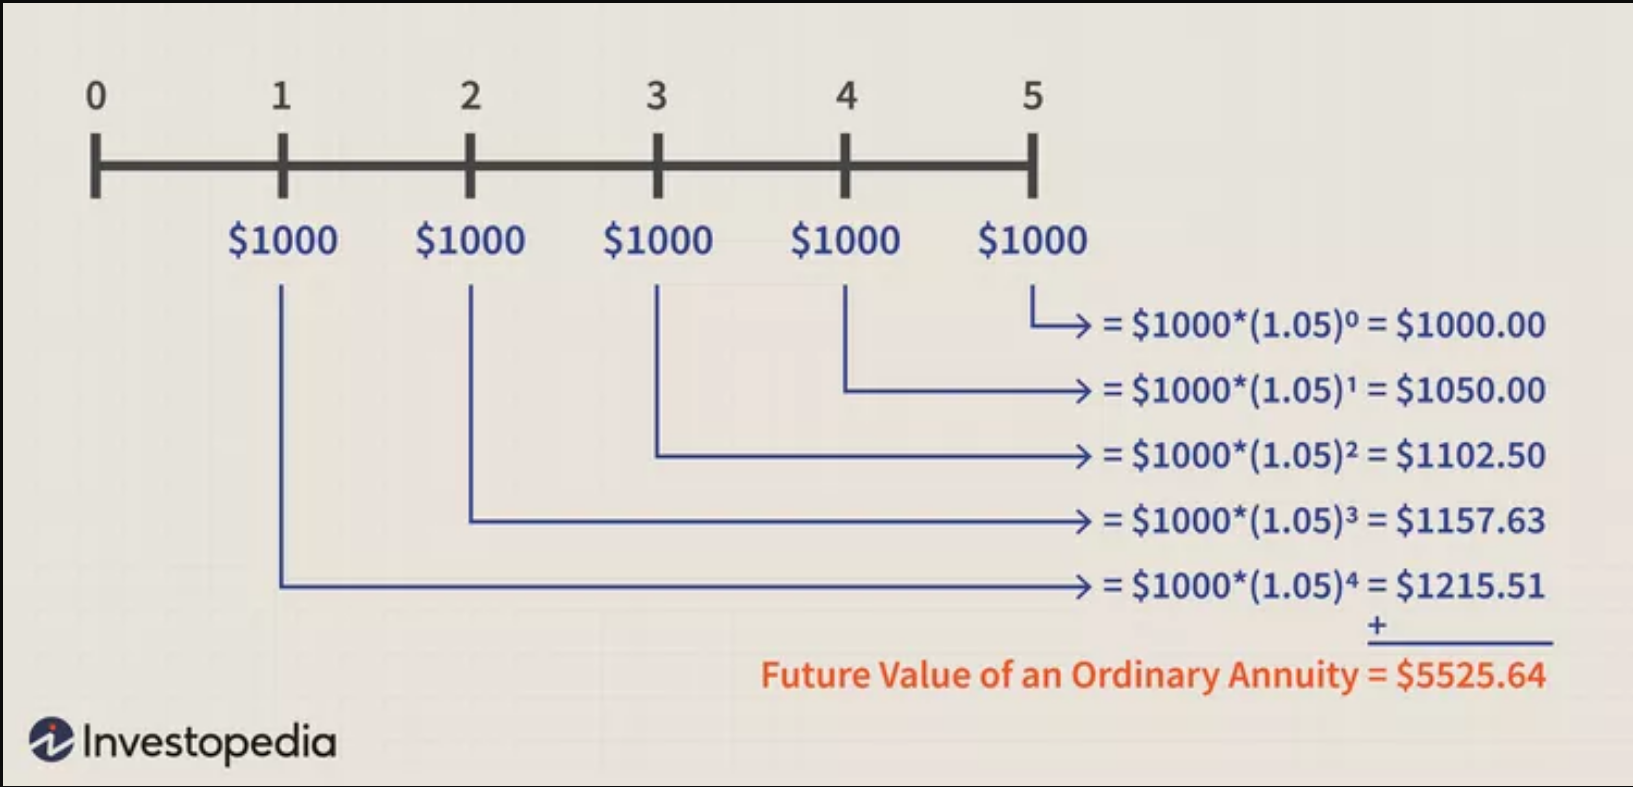 0 1 2 3 4 5
$1000 $1000 $1000 $1000 $1000
= $1000*(1.05)⁰ = $1000.00
= $1000*(1.05)¹ = $1050.00
= $1000*(1.05)² = $1102.50
= $1000*(1.05)³ = $1157.63
= $1000*(1.05)⁴ = $1215.51
+
Future Value of an Ordinary Annuity = $5525.64
Investopedia